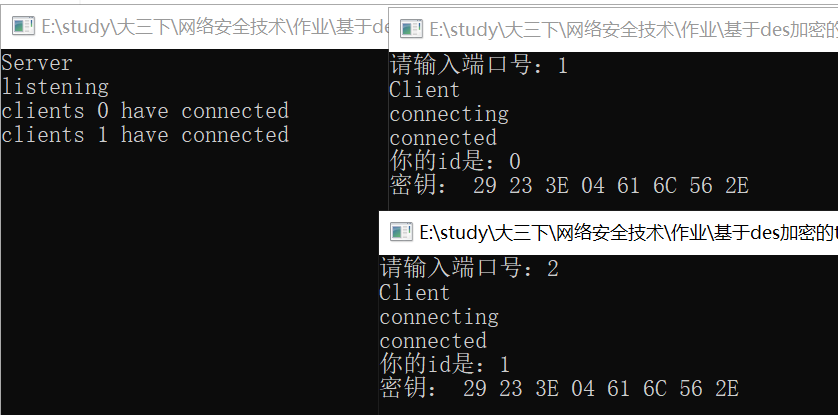 E:\study\大三下\网络安全技术\作业\基于de
Server
listening
clients 0 have connected
clients 1 have connected
E:\study\大三下\网络安全技术\作业\基于des加密的
请输入端口号：1
Client
connecting
connected
你的id是：0
密钥： 29 23 3E 04 61 6C 56 2E
E:\study\大三下\网络安全技术\作业\基于des加密的t
请输入端口号：2
Client
connecting
connected
你的id是：1
密钥： 29 23 3E 04 61 6C 56 2E